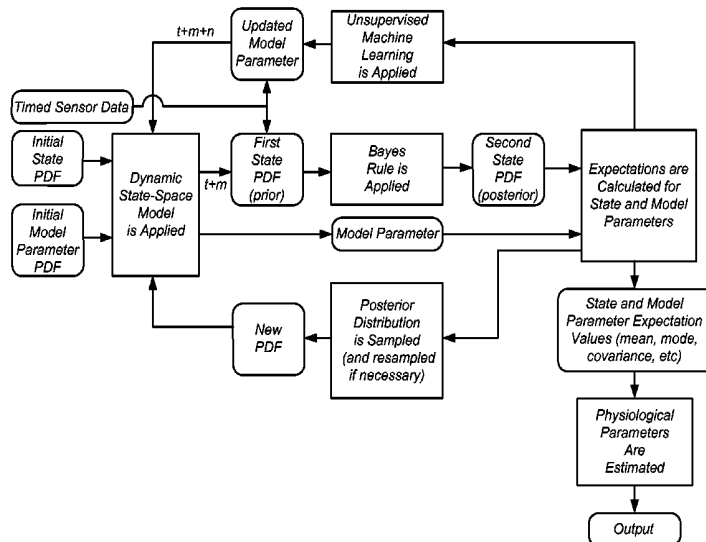 t+m+n
Updated
Model
Parameter
Unsupervised
Machine
Learning
is Applied
Timed Sensor Data
Initial
State
PDF
Dynamic
State-Space
Model
is Applied
t+m
First
State
PDF
(prior)
Bayes
Rule is
Applied
Second
State
PDF
(posterior)
Expectations are
Calculated for
State and Model
Parameters
Initial
Model
Parameter
PDF
Model Parameter
New
PDF
Posterior
Distribution
is Sampled
(and resampled
if necessary)
State and Model
Parameter Expectation
Values (mean, mode,
covariance, etc)
Physiological
Parameters
Are
Estimated
Output